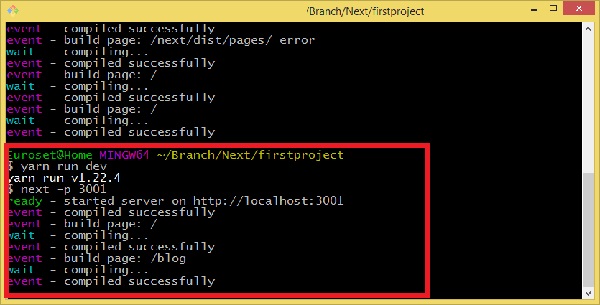 /Branch/Next/firstproject
event - compiled successfully
event - build page: /next/dist/pages/ error
wait - compiling...
event - compiled successfully
event - build page: /
wait - compiling...
event - compiled successfully
event - build page: /
wait - compiling...
event - compiled successfully
Euroset@Home MINGW64 ~/Branch/Next/firstproject
$ yarn run dev
yarn run v1.22.4
$ next -p 3001
ready - started server on http://localhost:3001
event - compiled successfully
event - build page: /
wait - compiling...
event - compiled successfully
event - build page: /blog
wait - compiling...
event - compiled successfully